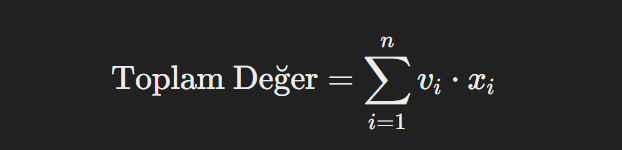 Toplam Değer = ∑_{i=1}^{n} v_i · x_i